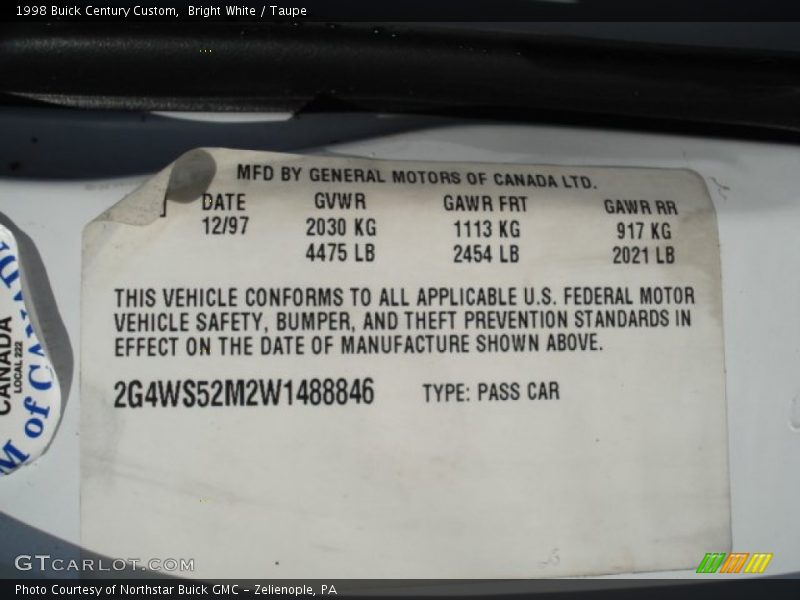 1998 Buick Century Custom,  Bright White / Taupe
MFD BY GENERAL MOTORS OF CANADA LTD.
DATE GVWR GAWR FRT GAWR RR
12/97 2030 KG 1113 KG 917 KG
4475 LB 2454 LB 2021 LB
THIS VEHICLE CONFORMS TO ALL APPLICABLE U.S. FEDERAL MOTOR
VEHICLE SAFETY, BUMPER, AND THEFT PREVENTION STANDARDS IN
EFFECT ON THE DATE OF MANUFACTURE SHOWN ABOVE.
2G4WS52M2W1488846 TYPE: PASS CAR
CANADA
LOCAL 222
M of CANAD
GTCARLOT.COM
Photo Courtesy of Northstar Buick GMC - Zelienople, PA